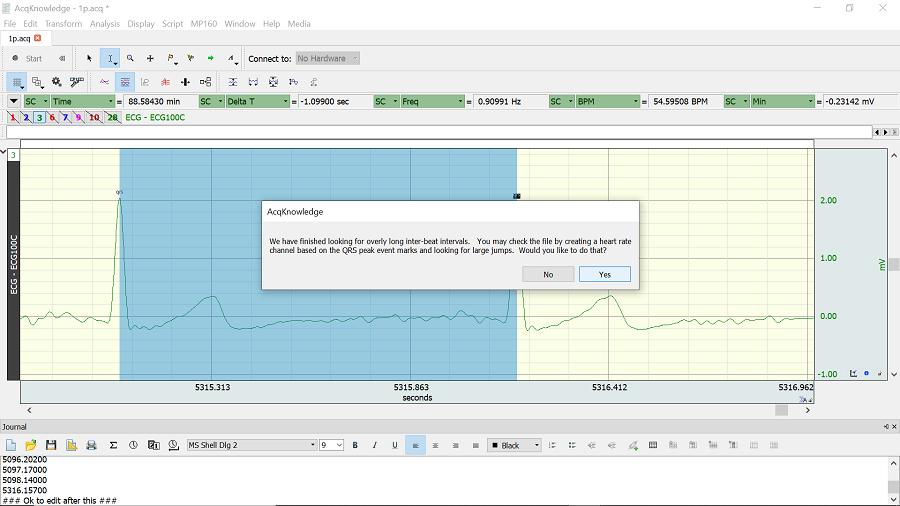 AcqKnowledge - 1p.acq *
File Edit Transform Analysis Display Script MP160 Window Help Media
1p.acq
Start Connect to: No Hardware
SC Time = 88.58430 min SC Delta T = -1.09900 sec SC Freq = 0.90991 Hz SC BPM = 54.59508 BPM SC Min = -0.23142 mV
1 2 3 6 7 9 10 28 ECG - ECG100C
3
QRS
2.00
AcqKnowledge
We have finished looking for overly long inter-beat intervals. You may check the file by creating a heart rate
channel based on the QRS peak event marks and looking for large jumps. Would you like to do that?
No Yes
ECG - ECG100C
1.00
mV
0.00
-1.00
5315.313 5315.863 5316.412 5316.962
seconds
Journal
MS Shell Dlg 2 9 B I U Black
5096.20200
5097.17000
5098.14000
5316.15700
### Ok to edit after this ###